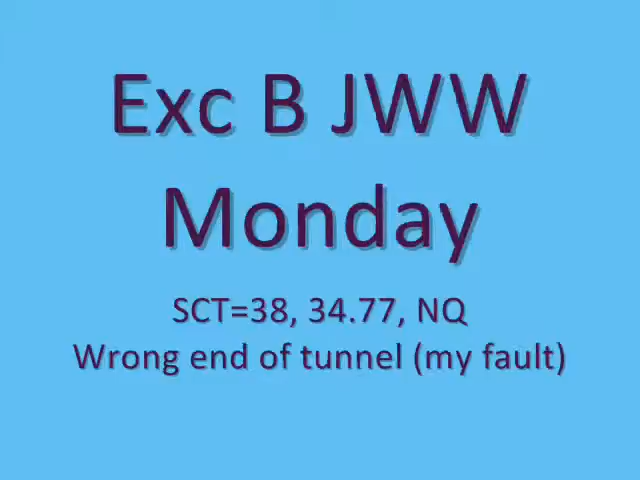 Exc B JWW
Monday
SCT=38, 34.77, NQ
Wrong end of tunnel (my fault)